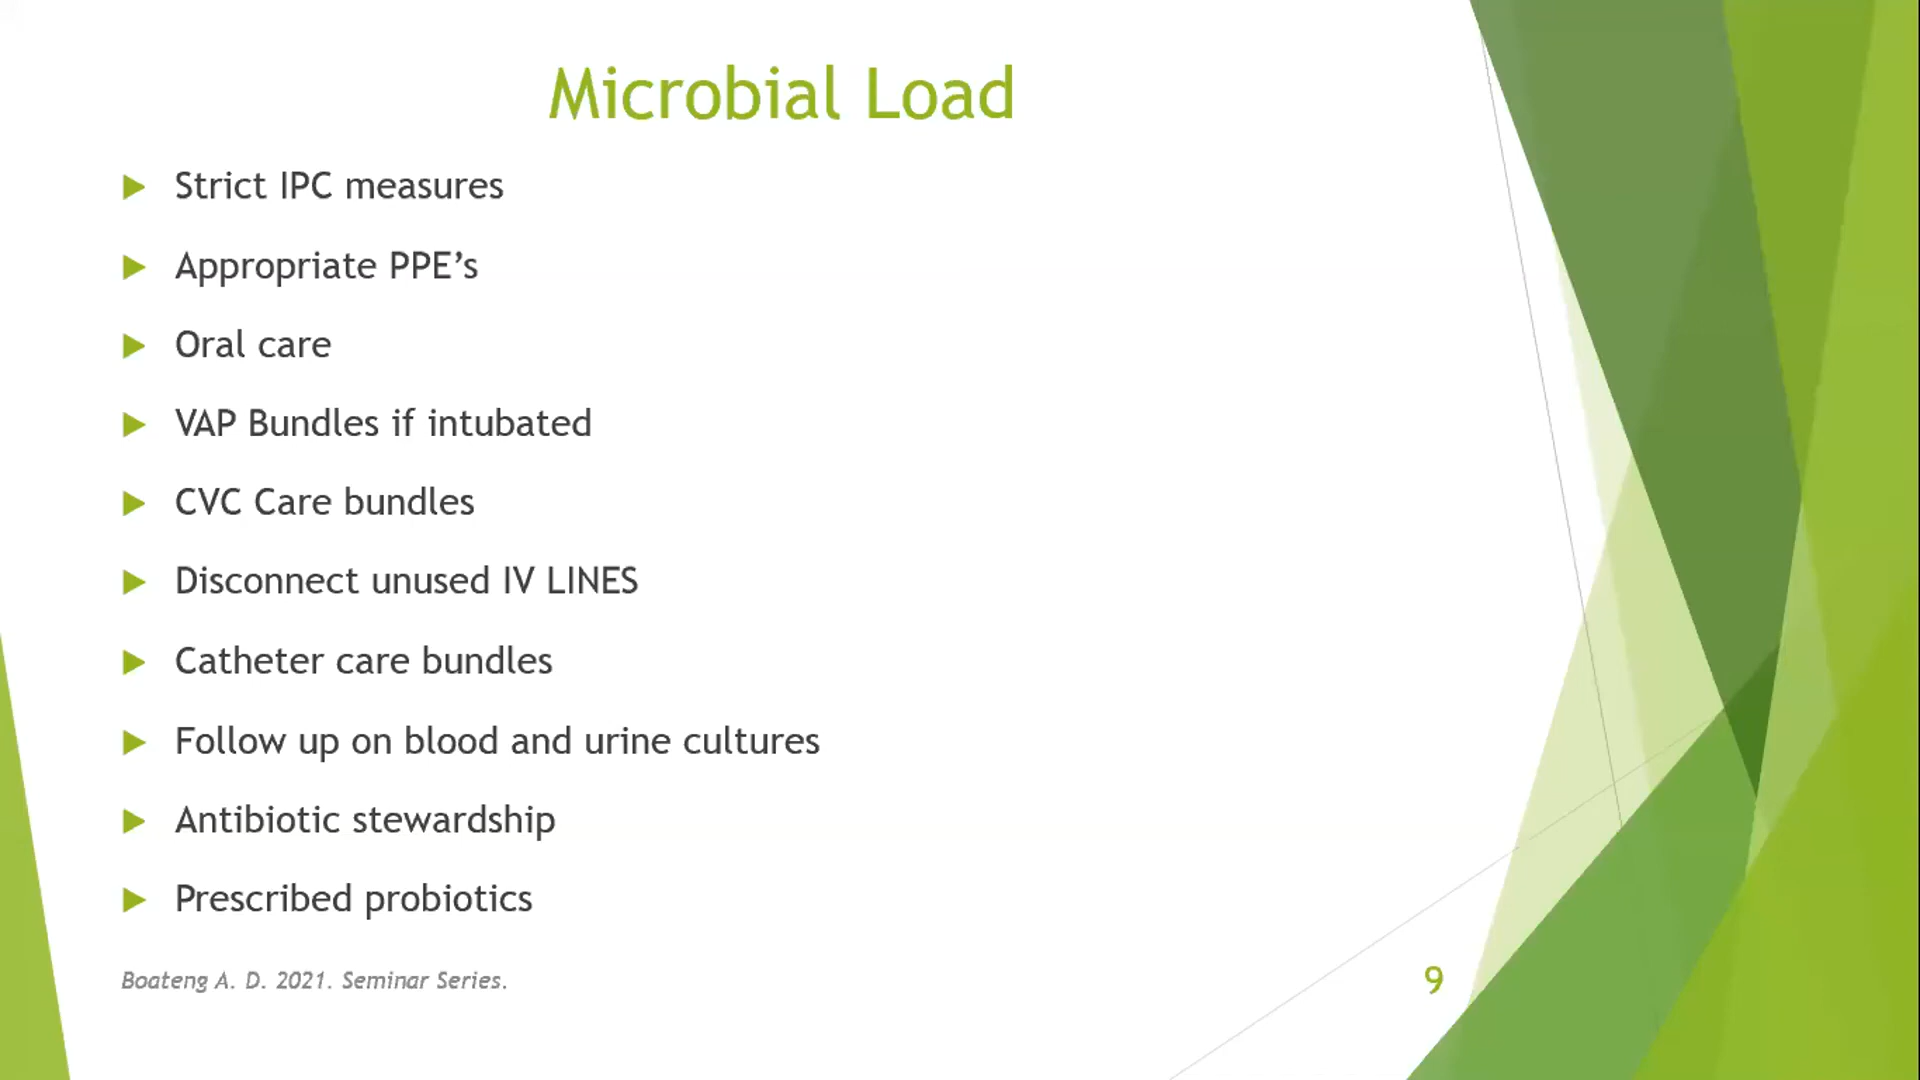 Microbial Load
Strict IPC measures
Appropriate PPE’s
Oral care
VAP Bundles if intubated
CVC Care bundles
Disconnect unused IV LINES
Catheter care bundles
Follow up on blood and urine cultures
Antibiotic stewardship
Prescribed probiotics
Boateng A. D. 2021. Seminar Series.
9